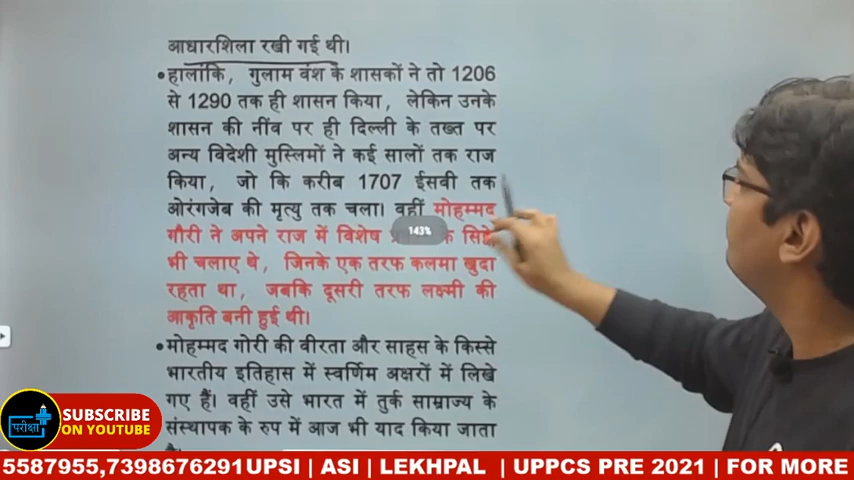 आधारशिला रखी गई थी।
•हालांकि, गुलाम वंश के शासकों ने तो 1206
से 1290 तक ही शासन किया, लेकिन उनके
शासन की नींव पर ही दिल्ली के तख्त पर
अन्य विदेशी मुस्लिमों ने कई सालों तक राज
किया, जो कि करीब 1707 ईसवी तक
ओरंगजेब की मृत्यु तक चला। वहीं मोहम्मद
गौरी ने अपने राज में विशेष के
143%
भी चलाए थे, जिनके एक तरफ कलमा खुदा
रहता था, जबकि दूसरी तरफ लक्ष्मी की
आकृति बनी हुई थी।
•मोहम्मद गोरी की वीरता और साहस के किस्से
भारतीय इतिहास में स्वर्णिम अक्षरों में लिखे
गए हैं। वहीं उसे भारत में तुर्क साम्राज्य के
संस्थापक के रुप में आज भी याद किया जाता
परीक्षा
SUBSCRIBE
ON YOUTUBE
5587955,7398676291UPSI | ASI | LEKHPAL | UPPCS PRE 2021 | FOR MORE